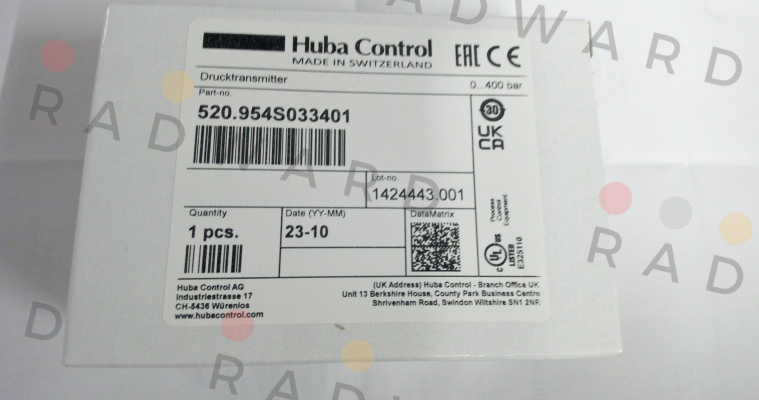 Huba Control
MADE IN SWITZERLAND
EAC CE
Drucktransmitter
0...400 bar
Part-no.
520.954S033401
30
UK
CA
Lot-no.
1424443.001
Quantity
1 pcs.
Date (YY-MM)
23-10
DataMatrix
Process
Control
Equipment
C UL US
LISTED
E325110
Huba Control AG
Industriestrasse 17
CH-5436 Würenlos
www.hubacontrol.com
(UK Address) Huba Control - Branch Office UK
Unit 13 Berkshire House, County Park Business Centre
Shrivenham Road, Swindon Wiltshire SN1 2NR
RADWARD
RADWARD